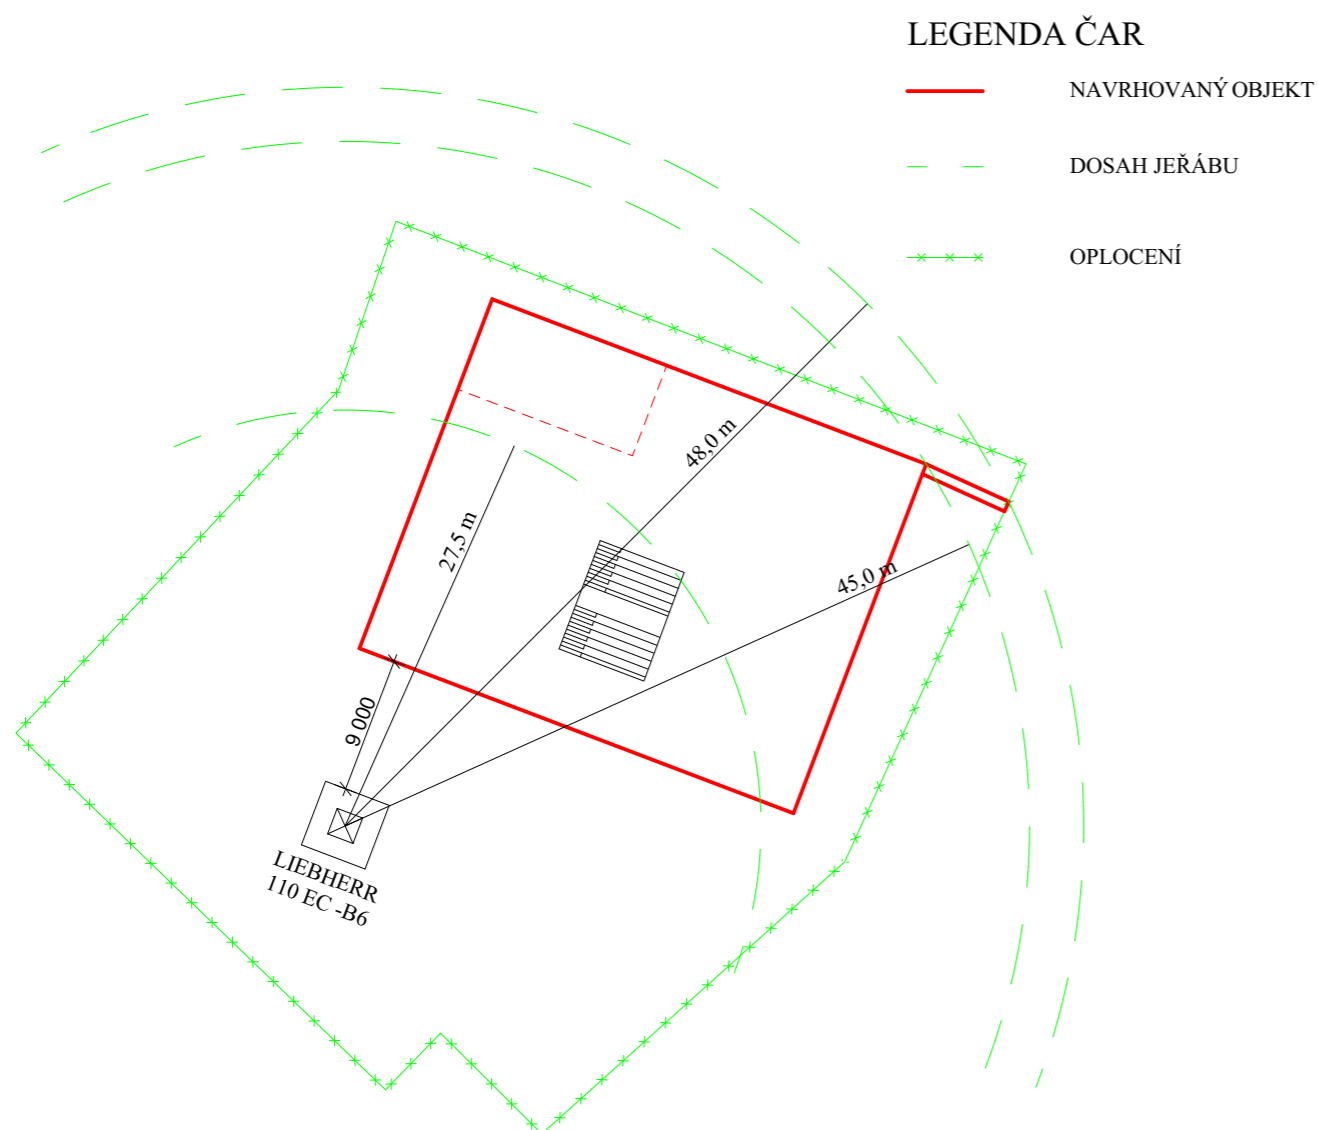 LEGENDA ČAR
NAVRHOVANÝ OBJEKT
DOSAH JEŘÁBU
OPLOCENÍ
48,0 m
27,5 m
45,0 m
9 000
LIEBHERR
110 EC -B6